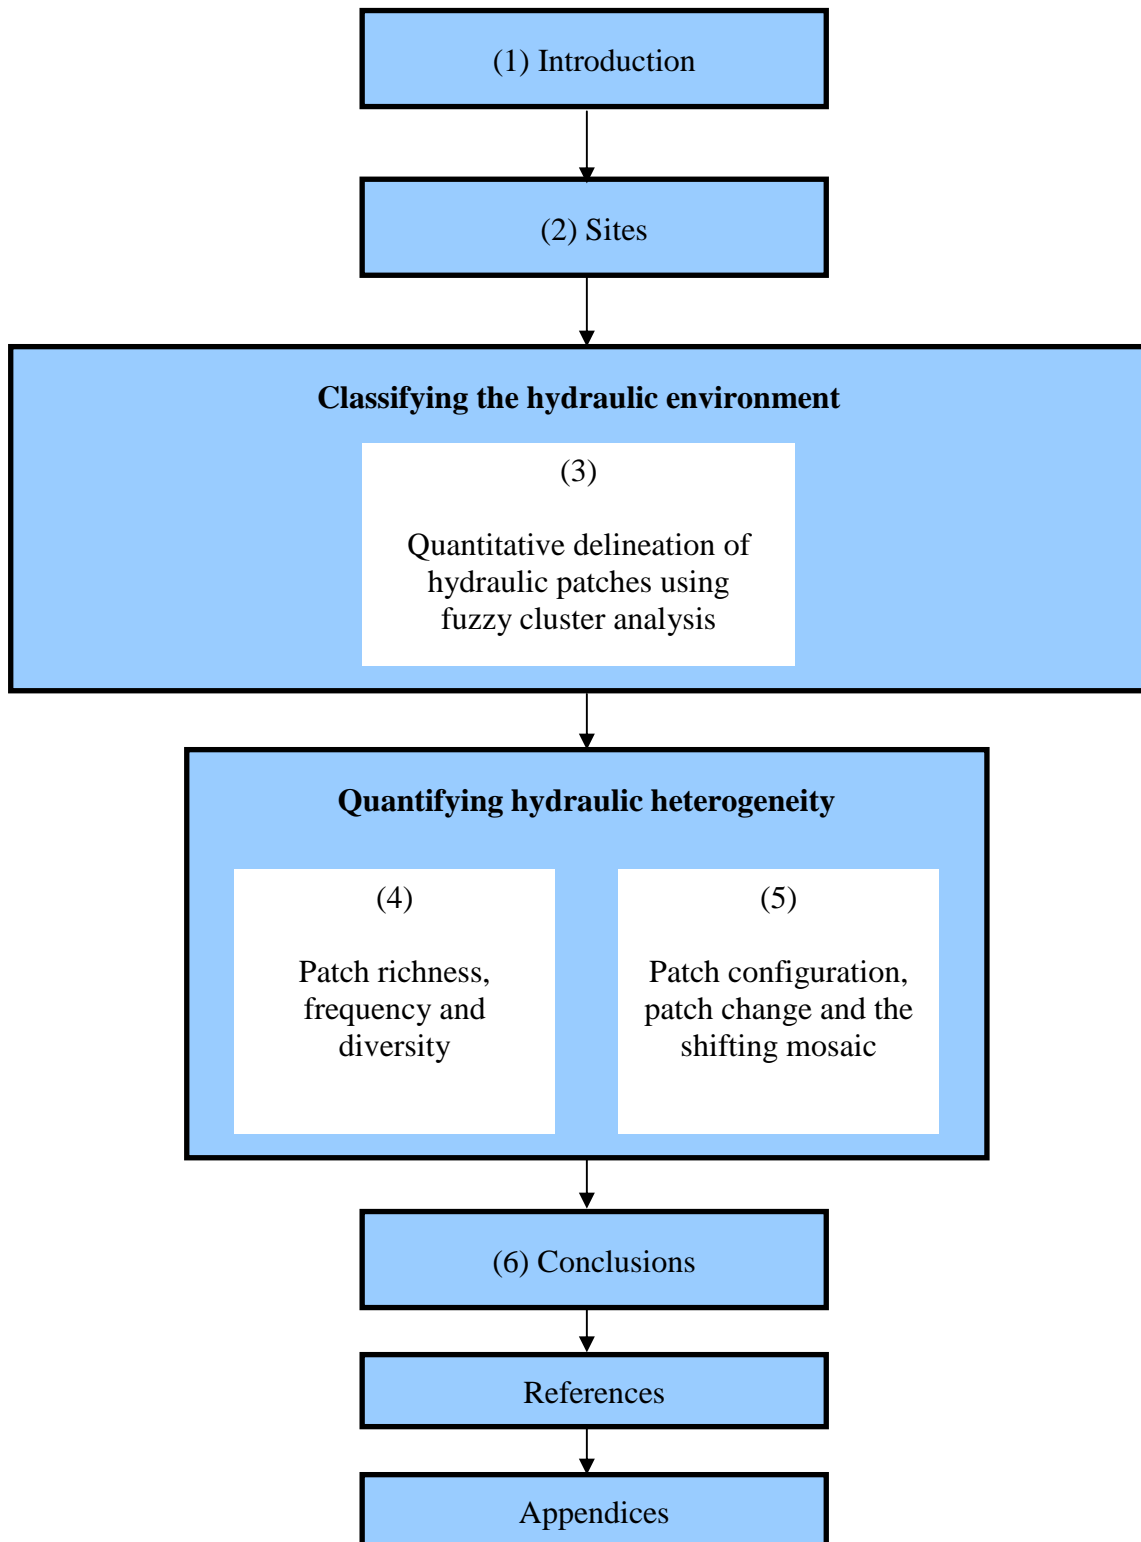 (1) Introduction
(2) Sites
Classifying the hydraulic environment
(3)
Quantitative delineation of
hydraulic patches using
fuzzy cluster analysis
Quantifying hydraulic heterogeneity
(4)
Patch richness,
frequency and
diversity
(5)
Patch configuration,
patch change and the
shifting mosaic
(6) Conclusions
References
Appendices